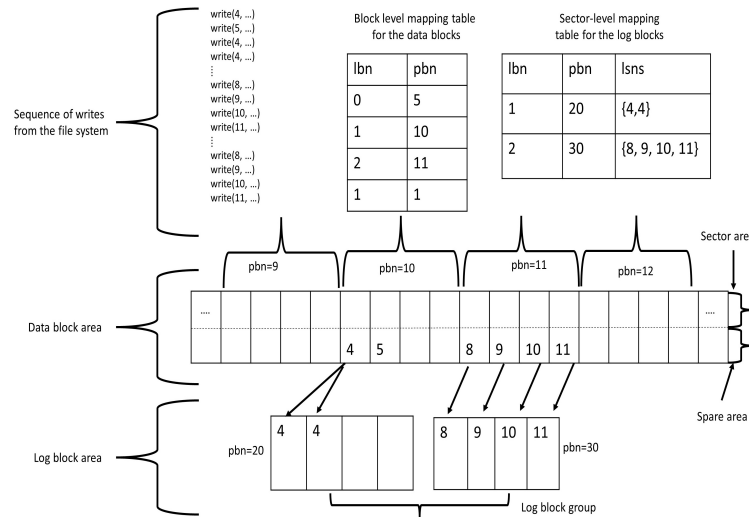 write(4, ...)
write(5, ...)
write(4, ...)
write(4, ...)
⋮
write(8, ...)
write(9, ...)
write(10, ...)
write(11, ...)
⋮
write(8, ...)
write(9, ...)
write(10, ...)
write(11, ...)
Sequence of writes
from the file system
Block level mapping table
for the data blocks
lbn pbn
0 5
1 10
2 11
1 1
Sector-level mapping
table for the log blocks
lbn pbn lsns
1 20 {4,4}
2 30 {8, 9, 10, 11}
Sector are
pbn=9 pbn=10 pbn=11 pbn=12
Data block area
.... ....
4 5 8 9 10 11
Spare area
Log block area
pbn=20
4 4
8 9 10 11
pbn=30
Log block group